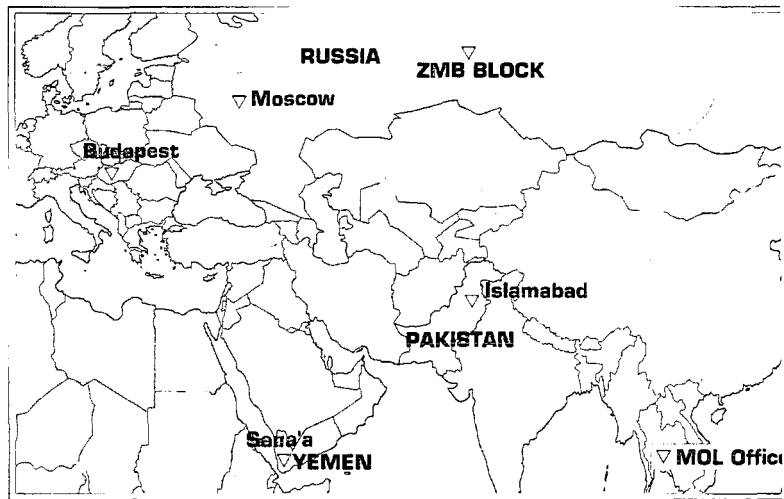 RUSSIA
ZMB BLOCK
Moscow
Budapest
Islamabad
PAKISTAN
Sana'a
YEMEN
MOL Office